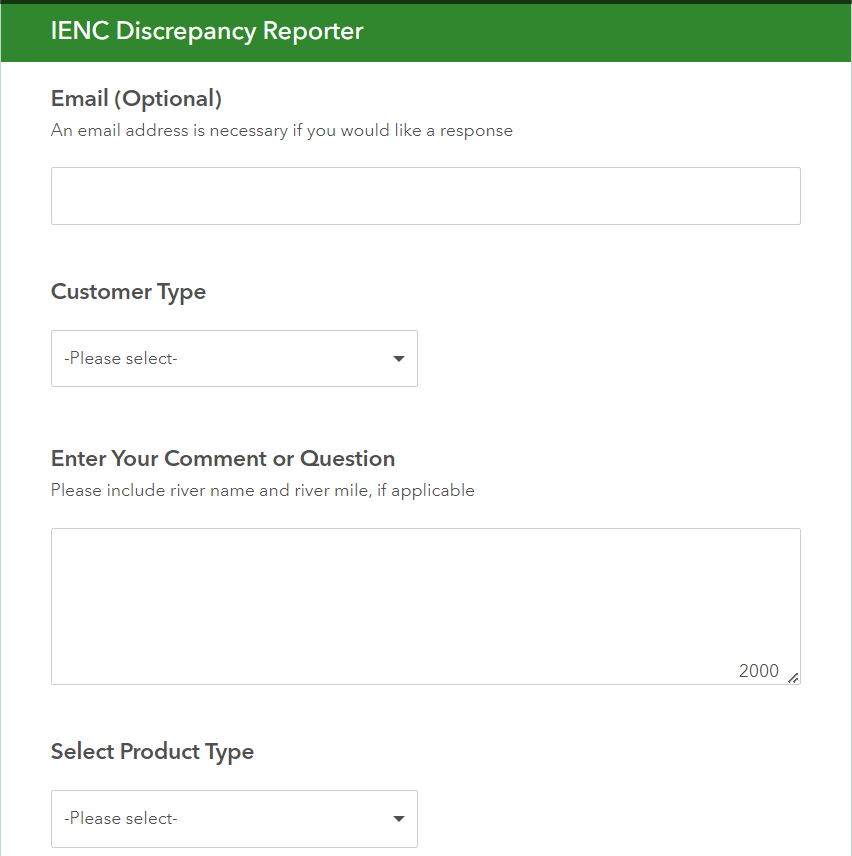 IENC Discrepancy Reporter
Email (Optional)
An email address is necessary if you would like a response
Customer Type
-Please select-
Enter Your Comment or Question
Please include river name and river mile, if applicable
2000
Select Product Type
-Please select-